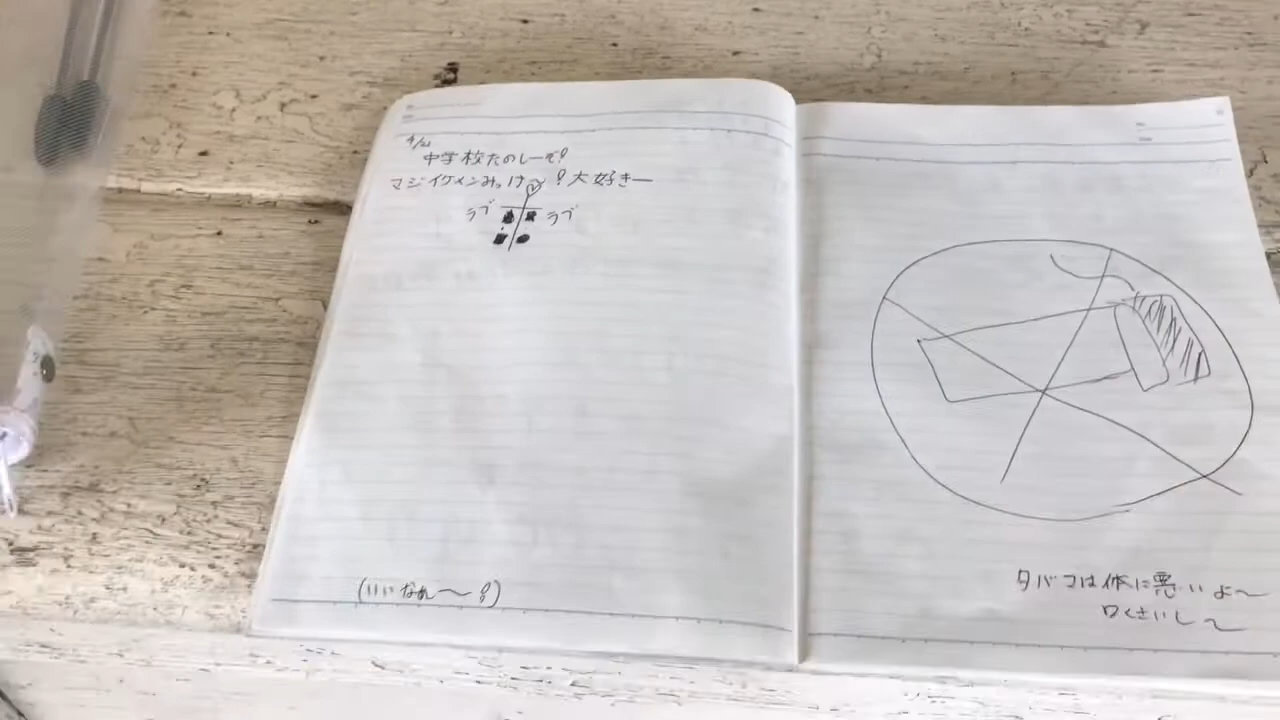 4/21
中学校たのしーぞ!
マジイケメンみっけ!大好きー
ラブ ラブ
(いいなぁ〜!)
タバコは体に悪いよ〜
口くさいし〜